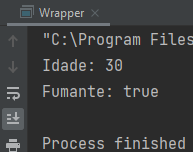 Wrapper
"C:\Program Files
Idade: 30
Fumante: true
Process finished